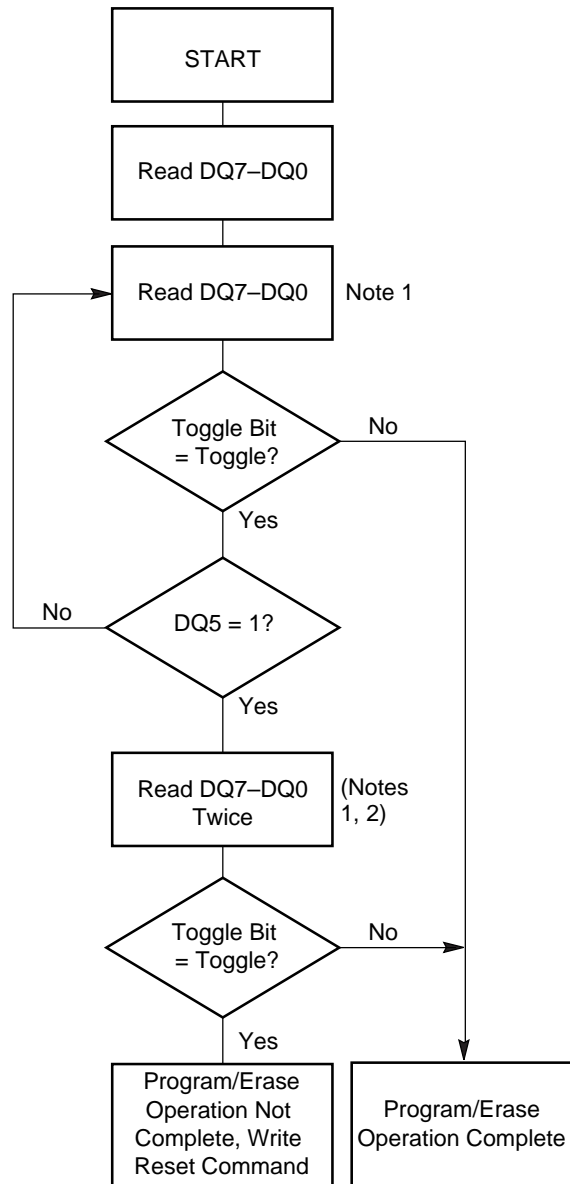 START
Read DQ7–DQ0
Read DQ7–DQ0
Note 1
Toggle Bit
= Toggle?
No
Yes
No
DQ5 = 1?
Yes
Read DQ7–DQ0
Twice
(Notes
1, 2)
Toggle Bit
= Toggle?
No
Yes
Program/Erase
Operation Not
Complete, Write
Reset Command
Program/Erase
Operation Complete